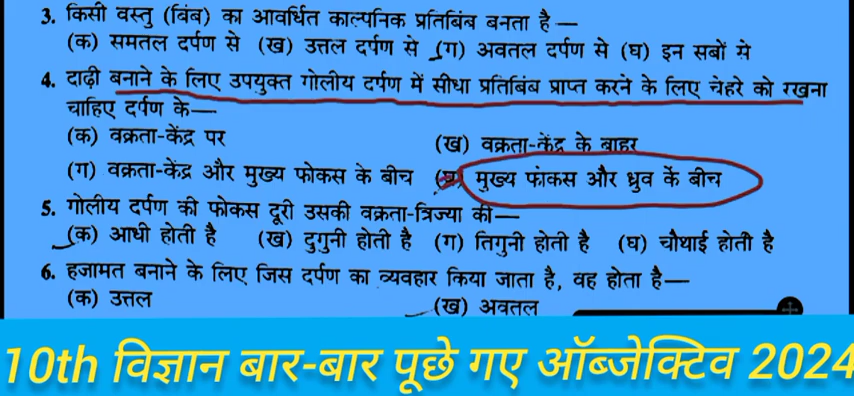 3. किसी वस्तु (बिंब) का आवर्धित काल्पनिक प्रतिबिंब बनता है —
(क) समतल दर्पण से (ख) उत्तल दर्पण से (ग) अवतल दर्पण से (घ) इन सबों से
4. दाढ़ी बनाने के लिए उपयुक्त गोलीय दर्पण में सीधा प्रतिबिंब प्राप्त करने के लिए चेहरे को रखना
चाहिए दर्पण के—
(क) वक्रता-केंद्र पर (ख) वक्रता-केंद्र के बाहर
(ग) वक्रता-केंद्र और मुख्य फोकस के बीच (घ) मुख्य फोकस और ध्रुव के बीच
5. गोलीय दर्पण की फोकस दूरी उसकी वक्रता-त्रिज्या की—
(क) आधी होती है (ख) दुगुनी होती है (ग) तिगुनी होती है (घ) चौथाई होती है
6. हजामत बनाने के लिए जिस दर्पण का व्यवहार किया जाता है, वह होता है—
(क) उत्तल (ख) अवतल
10th विज्ञान बार-बार पूछे गए ऑब्जेक्टिव 2024